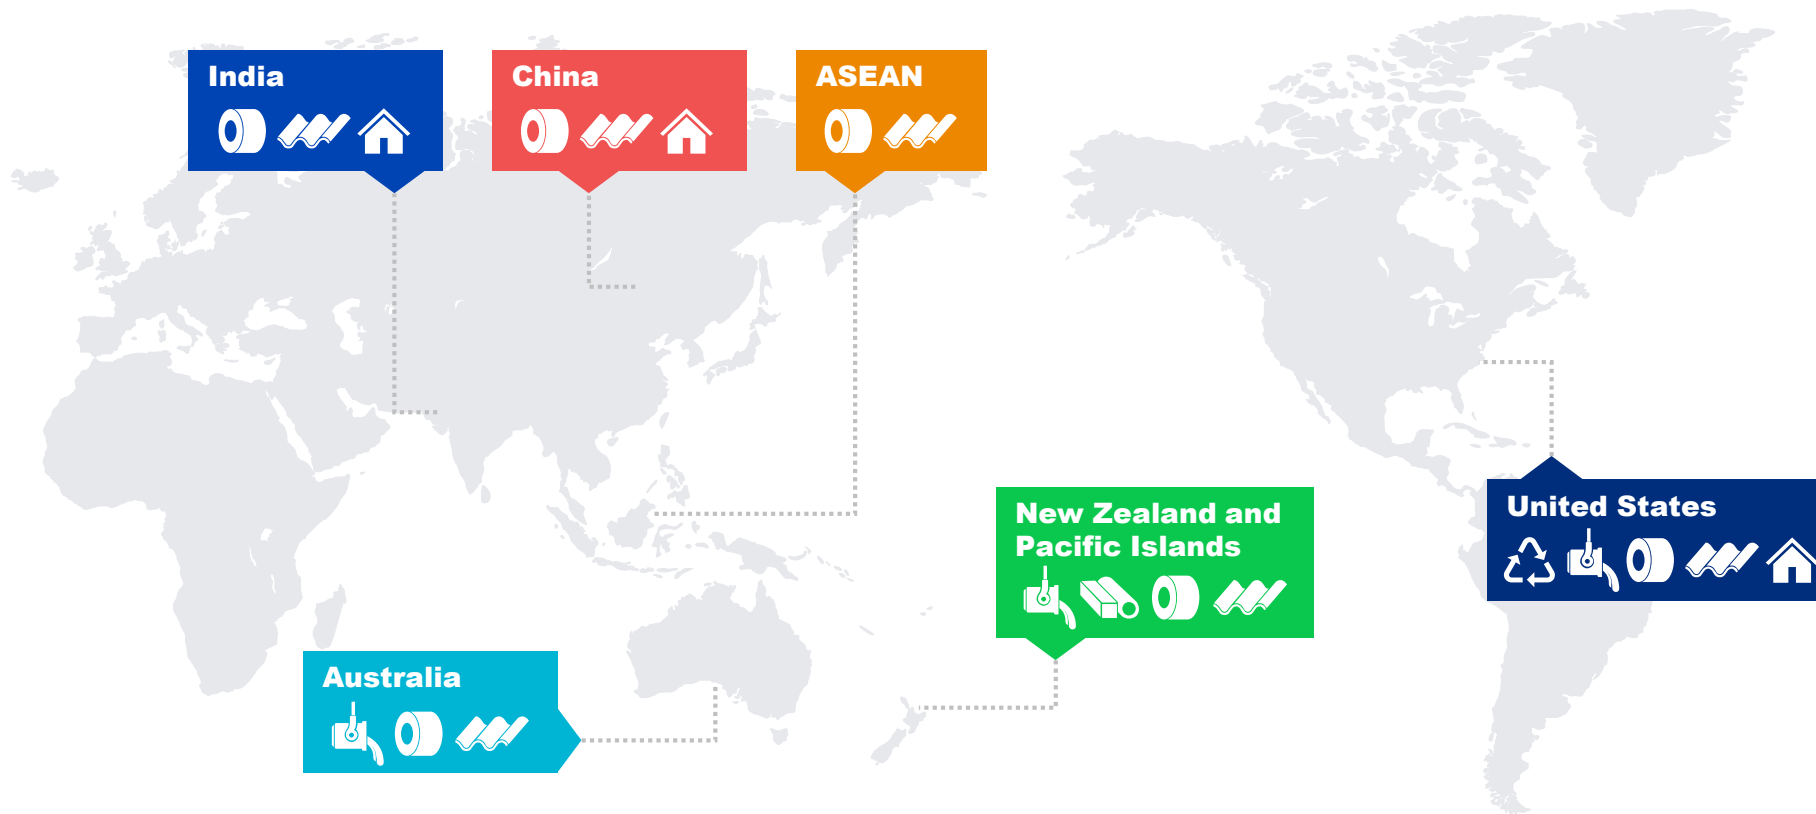 India
China
ASEAN
New Zealand and
Pacific Islands
United States
Australia